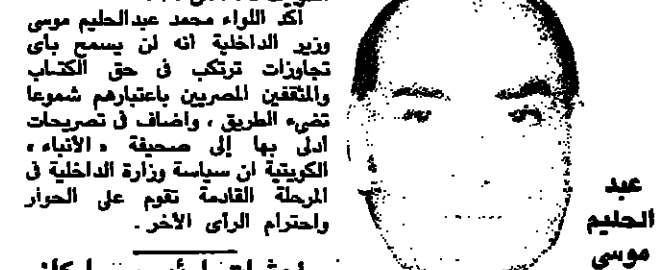 أكد اللواء محمد عبدالحليم موسى
وزير الداخلية انه لن يسمح بأى
تجاوزات ترتكب فى حق الكتاب
والمثقفين المصريين باعتبارهم شموعا
تضىء الطريق ، واضاف فى تصريحات
أدلى بها إلى صحيفة « الأنباء »
الكويتية ان سياسة وزارة الداخلية فى
المرحلة القادمة تقوم على الحوار
واحترام الرأى الأخر .
عبد
الحليم
موسى